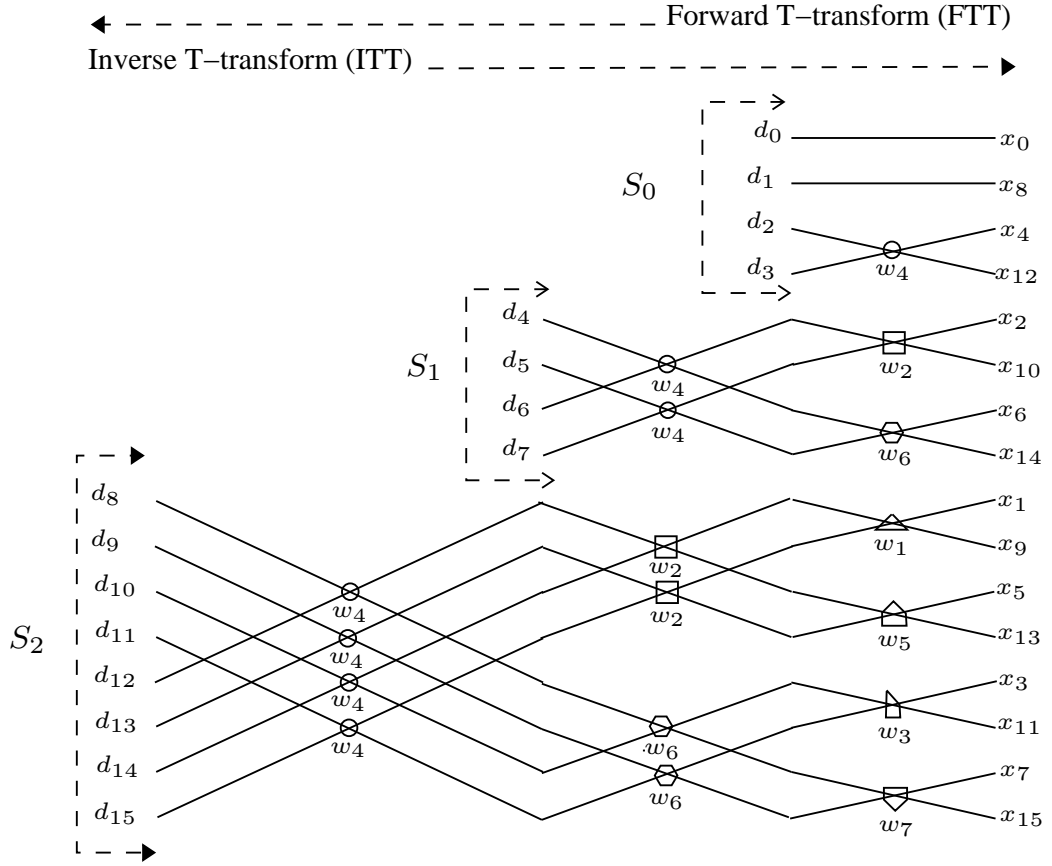 Forward T−transform (FTT)
Inverse T−transform (ITT)
d0 x0
S0 d1 x8
d2 x4
w4
d3 x12
d4 x2
S1 d5 w4 w2 x10
d6 w4 x6
d7 w6 x14
d8 x1
d9 w2 w1 x9
d10 w4 w2 x5
S2 d11 w4 w5 x13
d12 w4 x3
d13 w4 w6 w3 x11
d14 w6 x7
d15 w7 x15